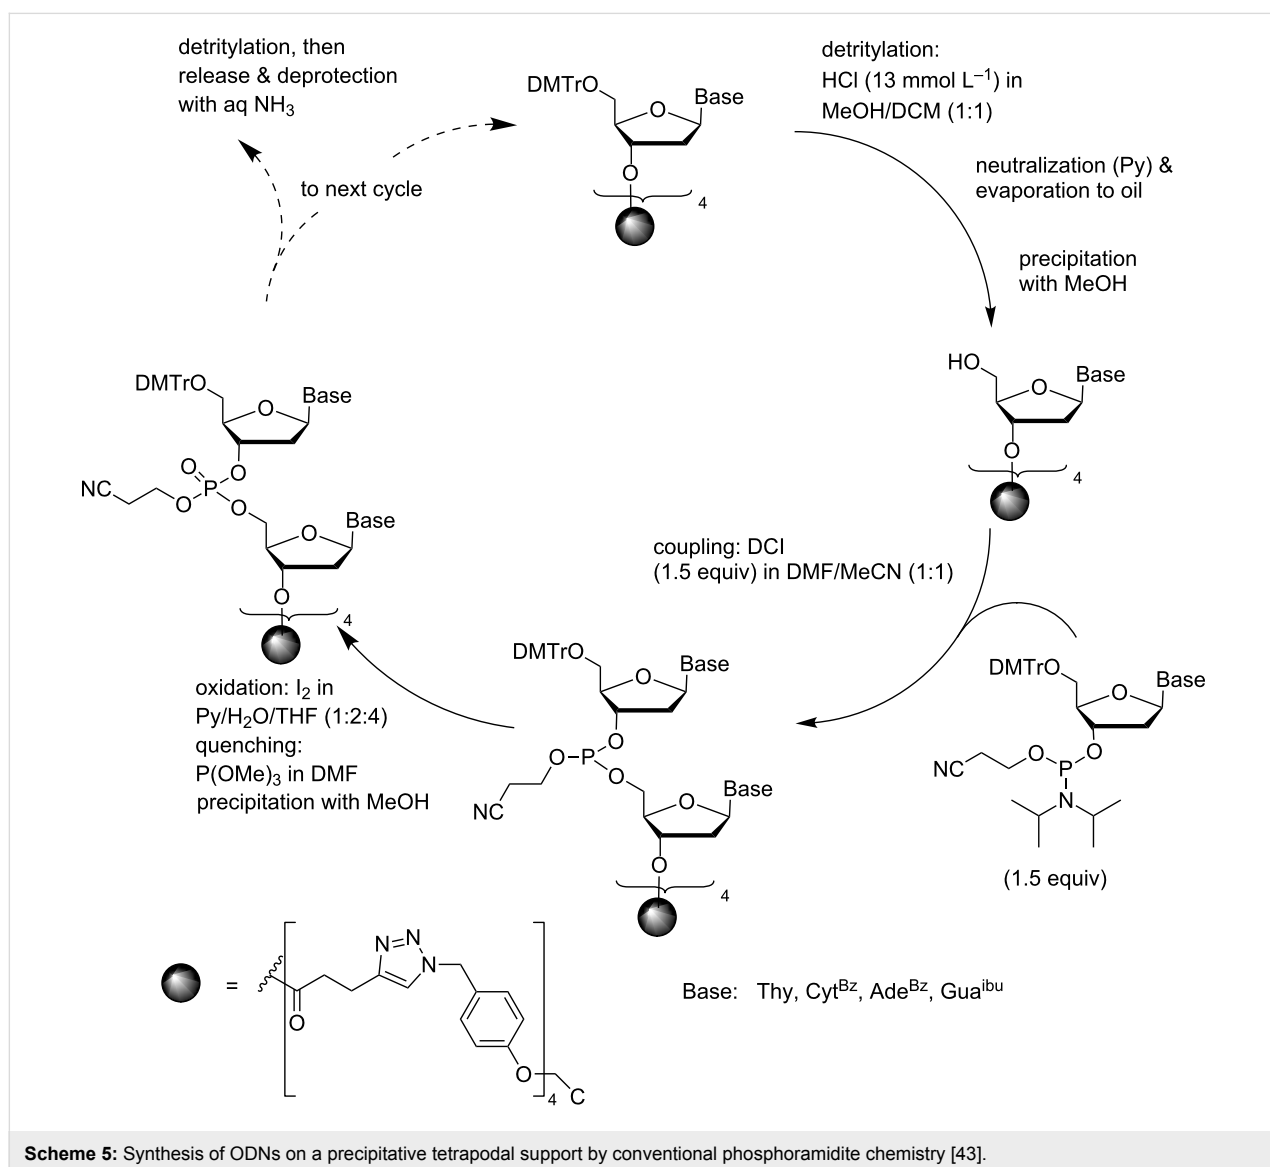 detritylation, then
release & deprotection
with aq NH3
to next cycle
DMTrO
O
Base
O
4
detritylation:
HCl (13 mmol L–1) in
MeOH/DCM (1:1)
neutralization (Py) &
evaporation to oil
precipitation
with MeOH
HO
O
Base
O
4
coupling: DCI
(1.5 equiv) in DMF/MeCN (1:1)
DMTrO
O
Base
O
O
P
NC
N
(1.5 equiv)
DMTrO
O
Base
O
O
P
O
NC
O
Base
O
4
oxidation: I2 in
Py/H2O/THF (1:2:4)
quenching:
P(OMe)3 in DMF
precipitation with MeOH
DMTrO
O
Base
O
O
P
NC
O
O
O
Base
O
4
=
O
N
N
N
O
4
C
Base: Thy, CytBz, AdeBz, Guaibu
Scheme 5: Synthesis of ODNs on a precipitative tetrapodal support by conventional phosphoramidite chemistry [43].